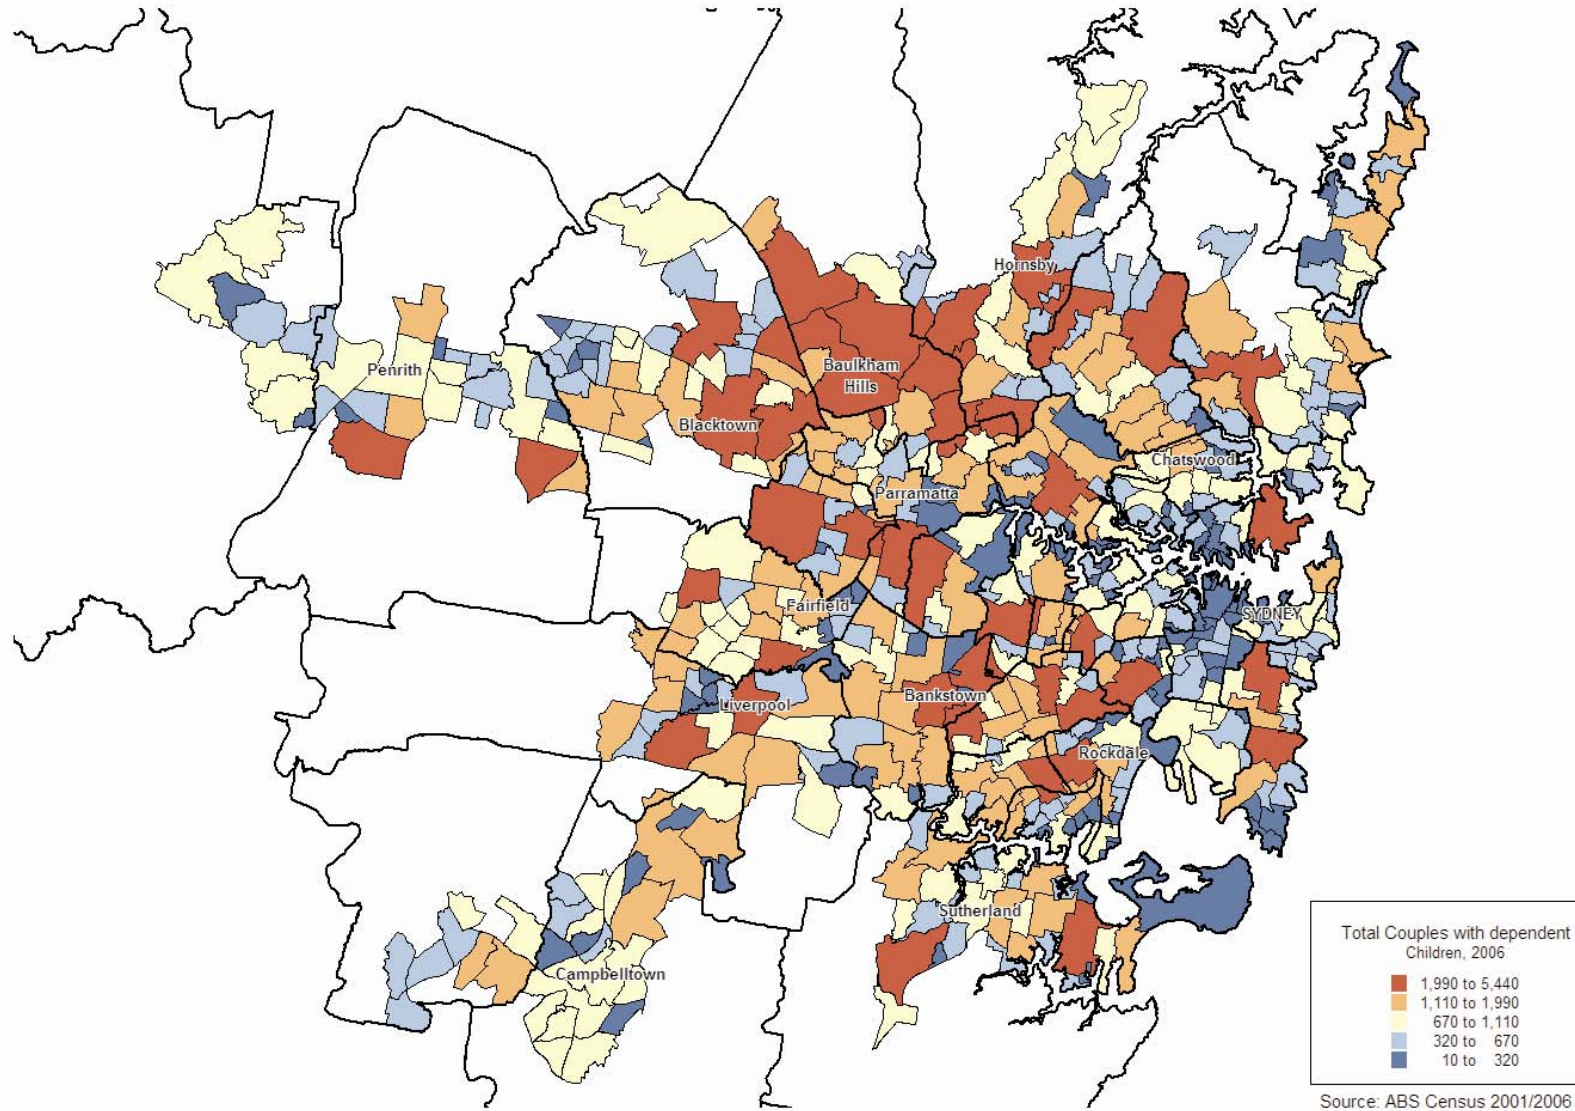 Hornsby
Penrith
Baulkham
Hills
Blacktown
Chatswood
Parramatta
Fairfield
SYDNEY
Liverpool
Bankstown
Rockdale
Sutherland
Campbelltown
Total Couples with dependent
Children, 2006
1,990 to 5,440
1,110 to 1,990
670 to 1,110
320 to 670
10 to 320
Source: ABS Census 2001/2006